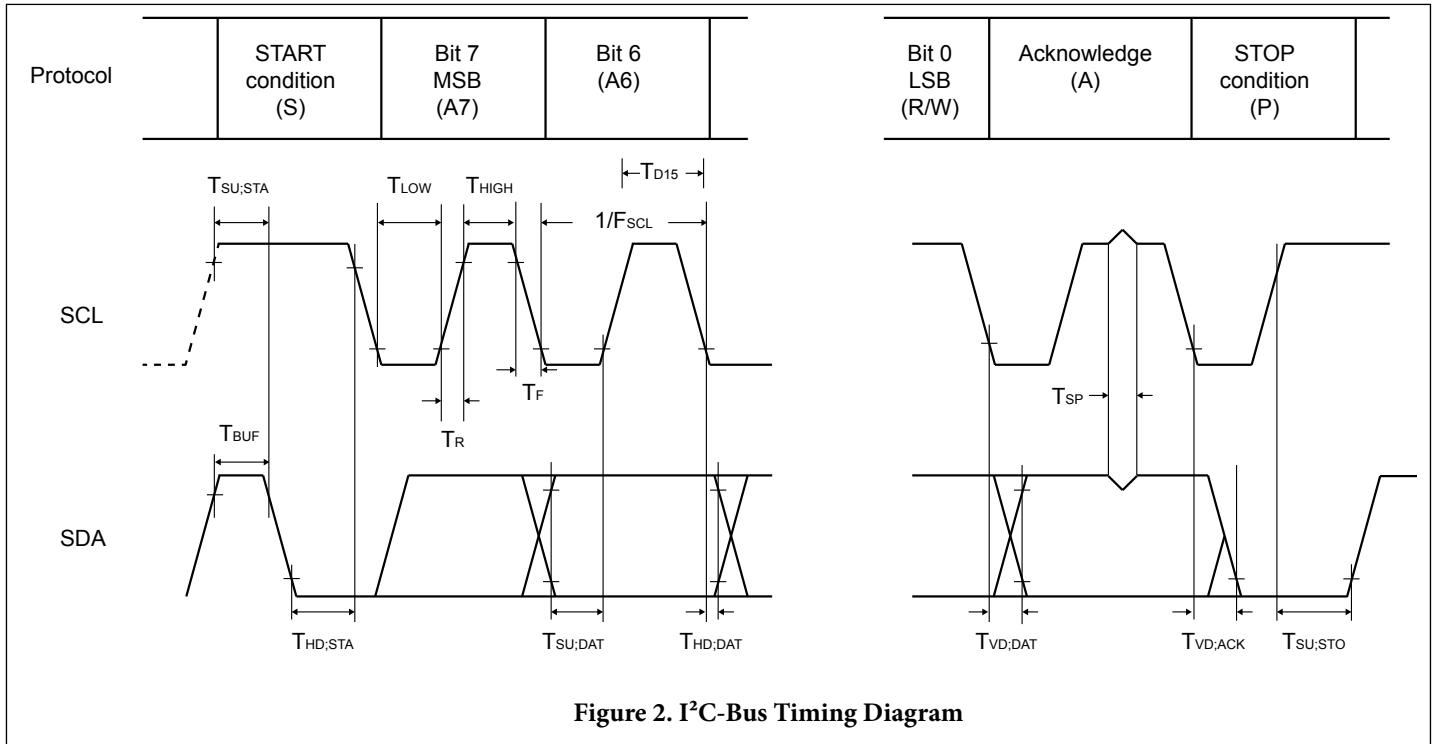 Protocol
START
condition
(S)
Bit 7
MSB
(A7)
Bit 6
(A6)
Bit 0
LSB
(R/W)
Acknowledge
(A)
STOP
condition
(P)
TSU;STA
TLOW
THIGH
TD15
1/FSCL
SCL
TF
TR
TSP
TBUF
SDA
THD;STA
TSU;DAT
THD;DAT
TVD;DAT
TVD;ACK
TSU;STO
Figure 2. I²C-Bus Timing Diagram